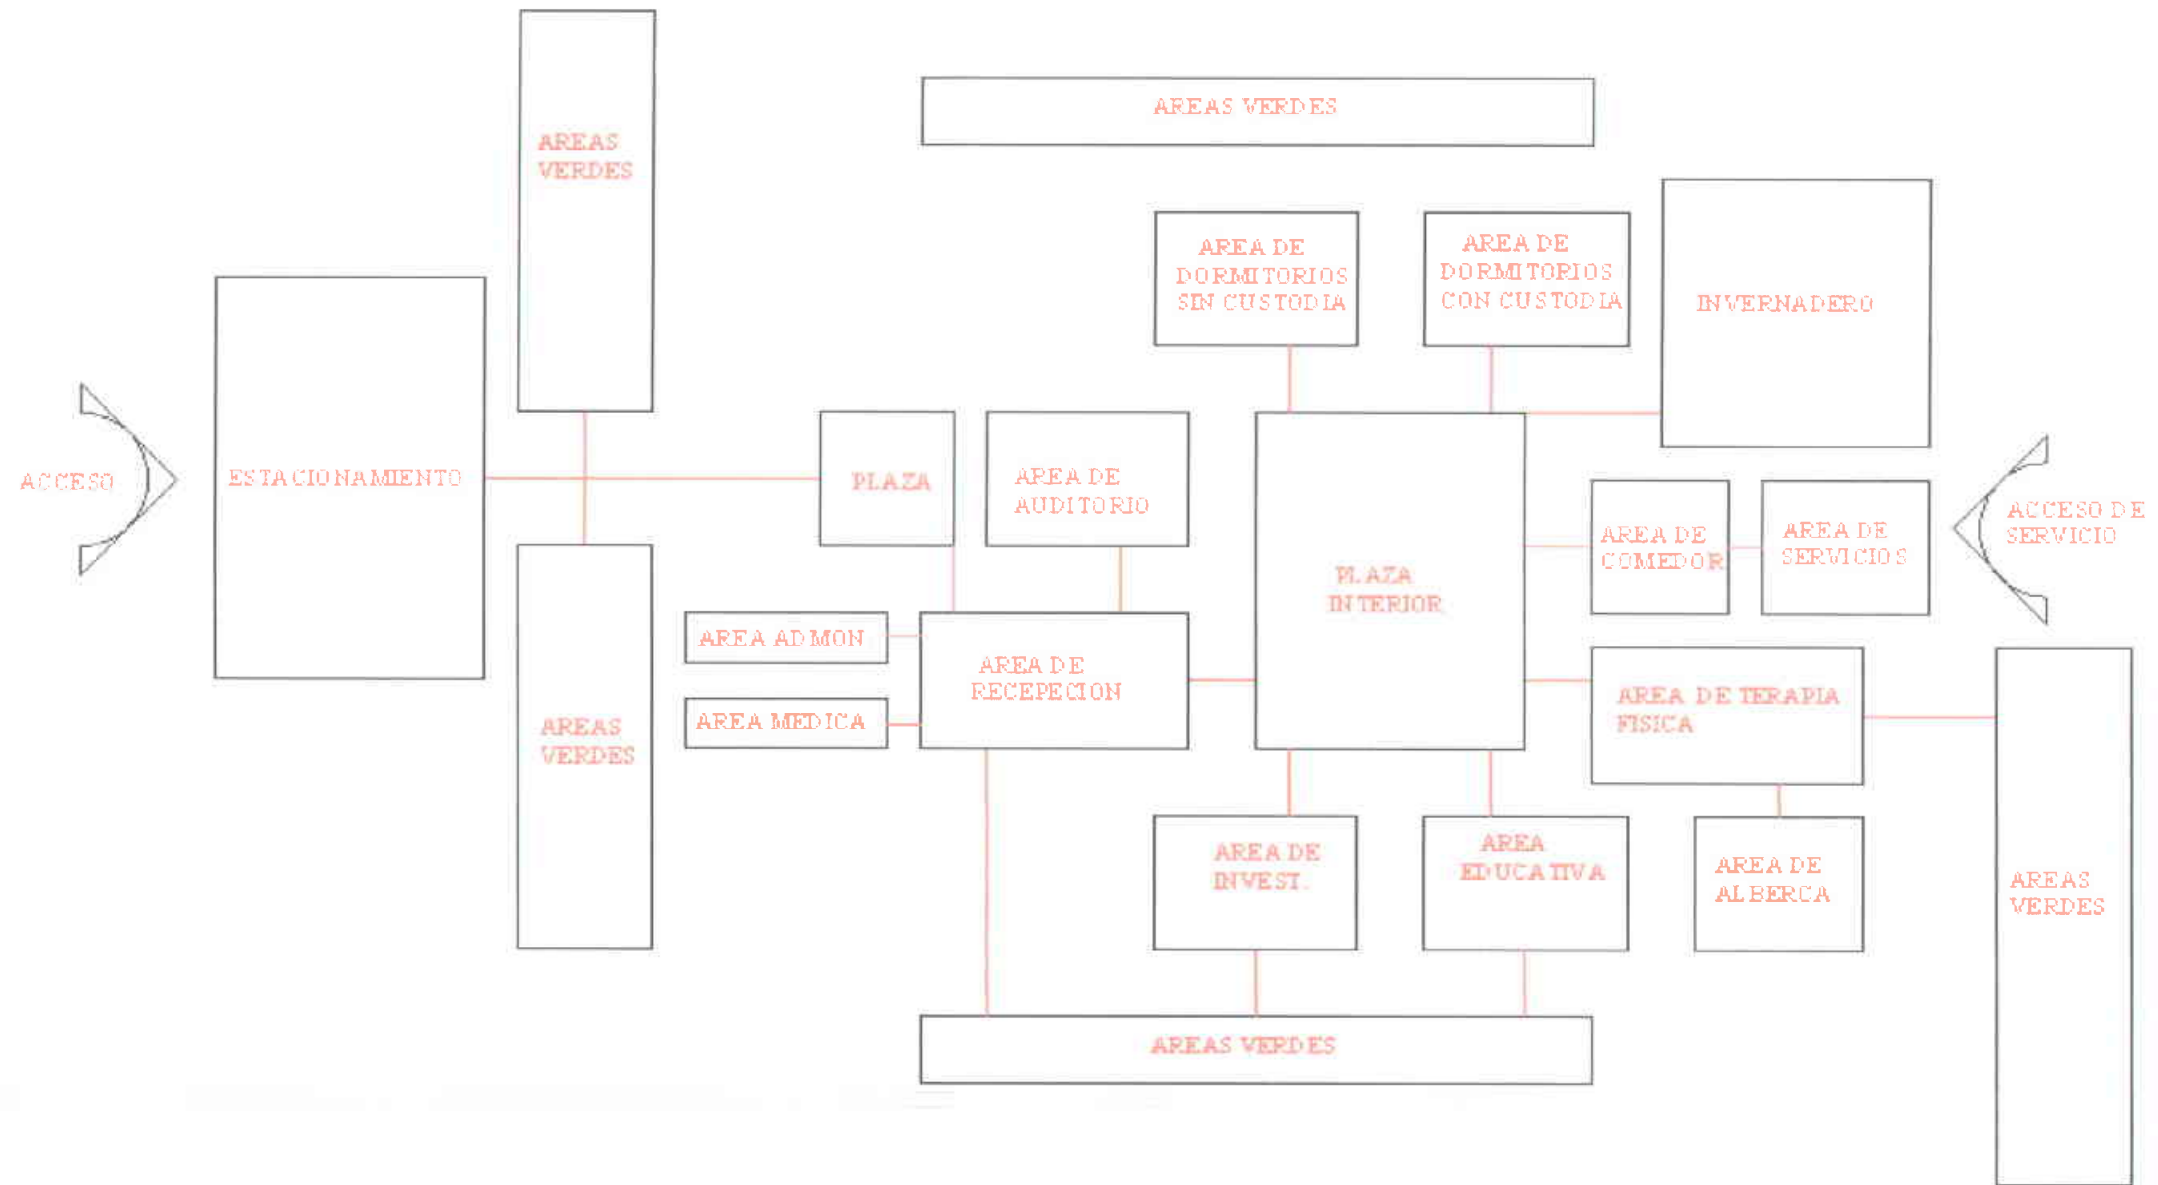 AREAS VERDES
AREAS
VERDES
AREA DE
DORMITORIOS
SIN CUSTODIA
AREA DE
DORMITORIOS
CON CUSTODIA
INVERNADERO
ACCESO
ESTACIONAMIENTO
PLAZA
AREA DE
AUDITORIO
PLAZA
INTERIOR
AREA DE
COMEDOR
AREA DE
SERVICIOS
ACCESO DE
SERVICIO
AREA ADMON
AREA MEDICA
AREA DE
RECEPECION
AREA DE TERAPIA
FISICA
AREAS
VERDES
AREA DE
INVEST.
AREA
EDUCATIVA
AREA DE
ALBERCA
AREAS
VERDES
AREAS VERDES